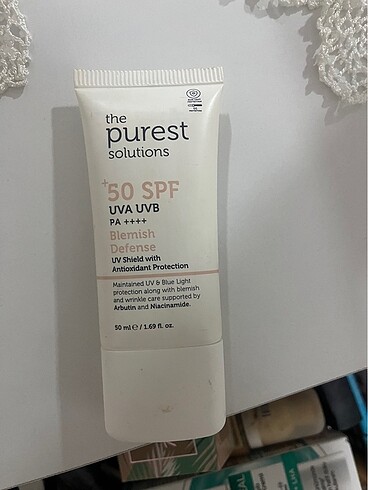 the
purest
solutions
+50 SPF
UVA UVB
PA ++++
Blemish
Defense
UV Shield with
Antioxidant Protection
Maintained UV & Blue Light
protection along with blemish
and wrinkle care supported by
Arbutin and Niacinamide.
50 ml ℮ / 1.69 fl. oz.